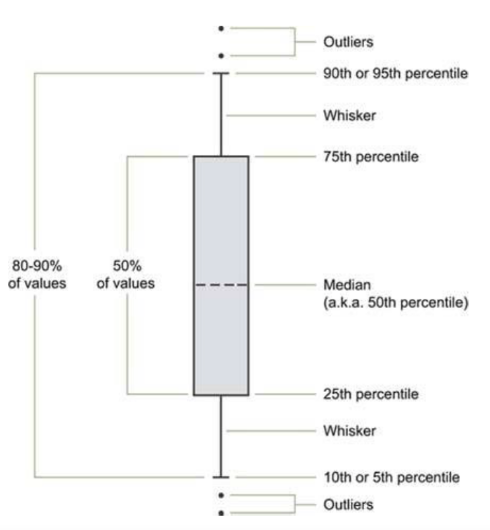 Outliers
90th or 95th percentile
Whisker
75th percentile
80-90%
of values
50%
of values
Median
(a.k.a. 50th percentile)
25th percentile
Whisker
10th or 5th percentile
Outliers